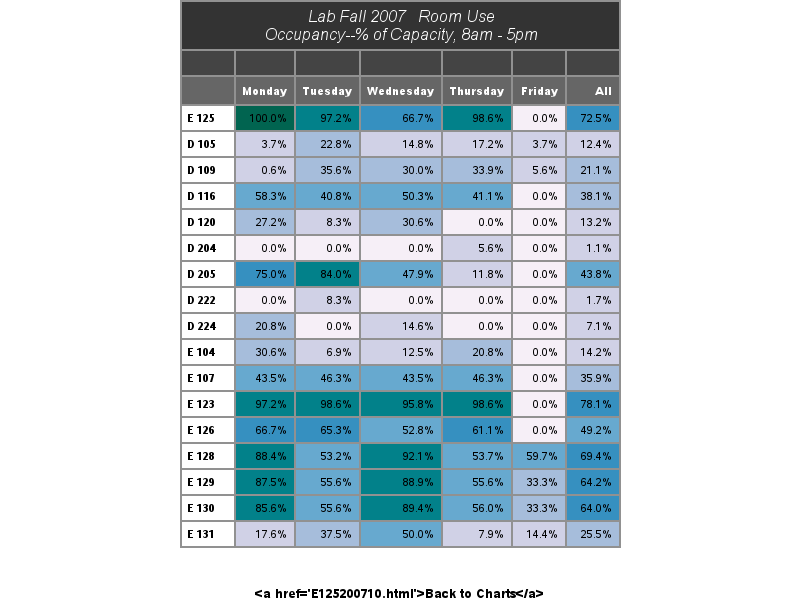 Lab Fall 2007 Room Use
Occupancy--% of Capacity, 8am - 5pm
Monday Tuesday Wednesday Thursday Friday All
E 125 100.0% 97.2% 66.7% 98.6% 0.0% 72.5%
D 105 3.7% 22.8% 14.8% 17.2% 3.7% 12.4%
D 109 0.6% 35.6% 30.0% 33.9% 5.6% 21.1%
D 116 58.3% 40.8% 50.3% 41.1% 0.0% 38.1%
D 120 27.2% 8.3% 30.6% 0.0% 0.0% 13.2%
D 204 0.0% 0.0% 0.0% 5.6% 0.0% 1.1%
D 205 75.0% 84.0% 47.9% 11.8% 0.0% 43.8%
D 222 0.0% 8.3% 0.0% 0.0% 0.0% 1.7%
D 224 20.8% 0.0% 14.6% 0.0% 0.0% 7.1%
E 104 30.6% 6.9% 12.5% 20.8% 0.0% 14.2%
E 107 43.5% 46.3% 43.5% 46.3% 0.0% 35.9%
E 123 97.2% 98.6% 95.8% 98.6% 0.0% 78.1%
E 126 66.7% 65.3% 52.8% 61.1% 0.0% 49.2%
E 128 88.4% 53.2% 92.1% 53.7% 59.7% 69.4%
E 129 87.5% 55.6% 88.9% 55.6% 33.3% 64.2%
E 130 85.6% 55.6% 89.4% 56.0% 33.3% 64.0%
E 131 17.6% 37.5% 50.0% 7.9% 14.4% 25.5%
<a href='E125200710.html'>Back to Charts</a>